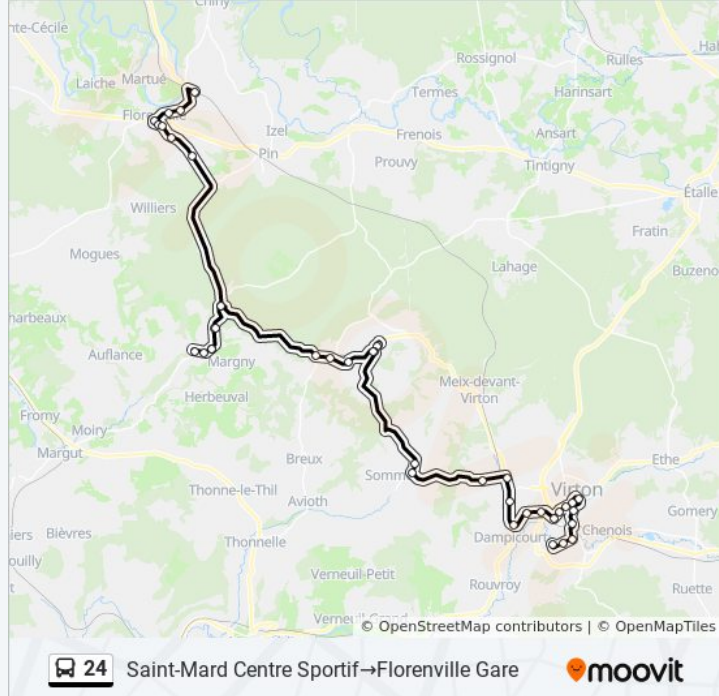 Chiny
nte-Cécile
Rossignol
Rulles
Hal
Laiche
Martué
Termes
Harinsart
Izel
Frenois
Ansart
Pin
Prouvy
Tintigny
Étalle
Williers
Fratin
Mogues
Lahage
Buzeno
harbeaux
Auflance
Margny
Meix-devant-
Virton
Herbeuval
Fromy
Moiry
Margut
Breux
Ethe
Somm
Thonne-le-Thil
Virton
Avioth
Gomery
iers
Bièvres
Dampicourt
Chenois
Thonnelle
ouilly
Verneuil-Petit
Rouvroy
Ruette
Verneuil-Grand
© OpenStreetMap contributors | © OpenMapTiles
24 Saint-Mard Centre Sportif→Florenville Gare moovit